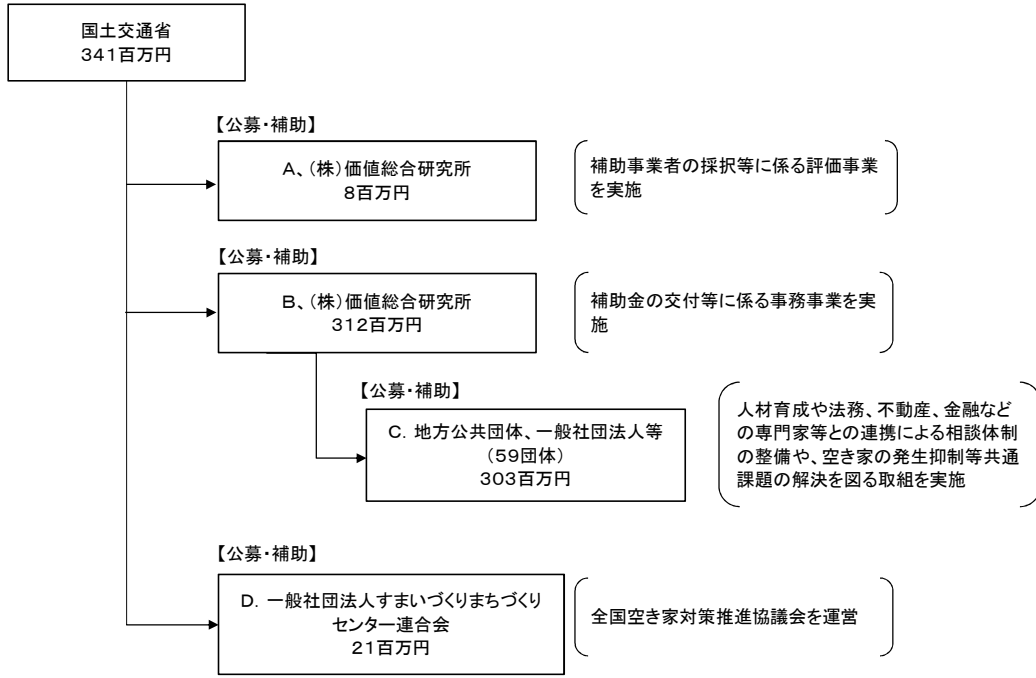 国土交通省
341百万円
【公募・補助】
A、(株)価値総合研究所
8百万円
補助事業者の採択等に係る評価事業
を実施
【公募・補助】
B、(株)価値総合研究所
312百万円
補助金の交付等に係る事務事業を実
施
【公募・補助】
C. 地方公共団体、一般社団法人等
(59団体)
303百万円
人材育成や法務、不動産、金融など
の専門家等との連携による相談体制
の整備や、空き家の発生抑制等共通
課題の解決を図る取組を実施
【公募・補助】
D. 一般社団法人すまいづくりまちづくり
センター連合会
21百万円
全国空き家対策推進協議会を運営